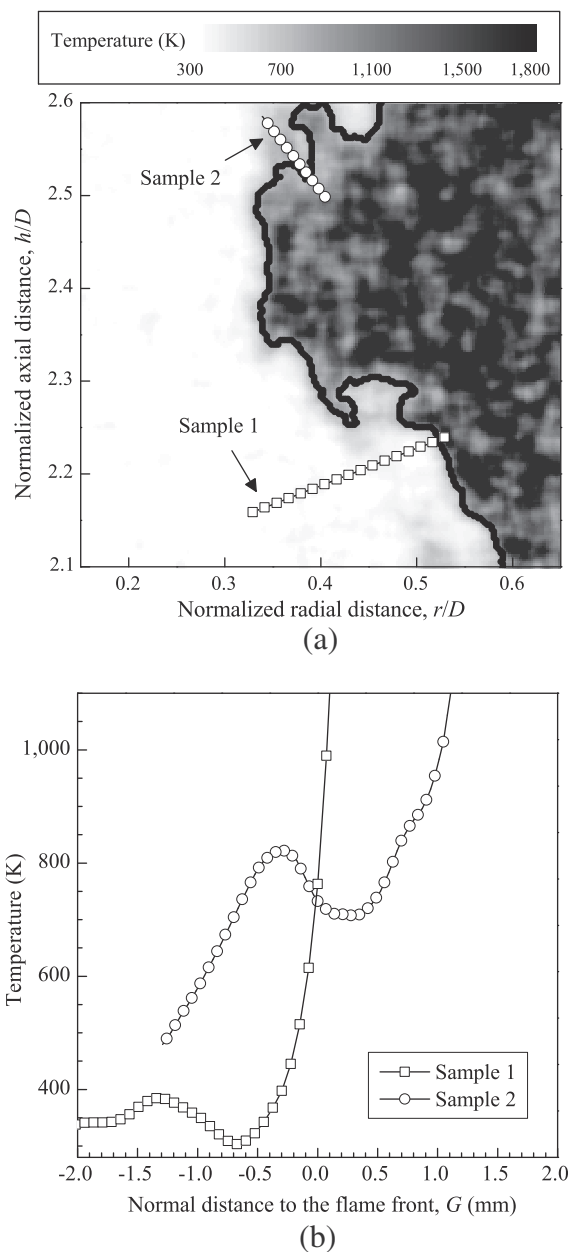 Temperature (K)
300 700 1,100 1,500 1,800
2.6
2.5
2.4
2.3
2.2
2.1
Normalized axial distance, h/D
Sample 2
Sample 1
0.2 0.3 0.4 0.5 0.6
Normalized radial distance, r/D
(a)
1,000
800
600
400
Temperature (K)
Sample 1
Sample 2
-2.0 -1.5 -1.0 -0.5 0.0 0.5 1.0 1.5 2.0
Normal distance to the flame front, G (mm)
(b)